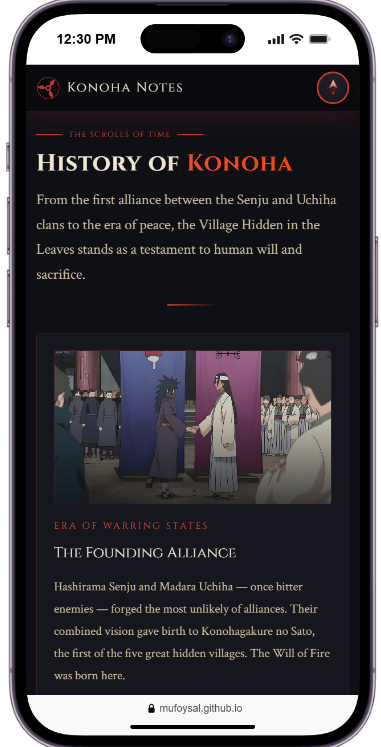 12:30 PM
KONOHA NOTES
THE SCROLLS OF TIME
HISTORY OF KONOHA
From the first alliance between the Senju and Uchiha
clans to the era of peace, the Village Hidden in the
Leaves stands as a testament to human will and
sacrifice.
ERA OF WARRING STATES
THE FOUNDING ALLIANCE
Hashirama Senju and Madara Uchiha — once bitter
enemies — forged the most unlikely of alliances. Their
combined vision gave birth to Konohagakure no Sato,
the first of the five great hidden villages. The Will of Fire
was born here.
mufoysal.github.io